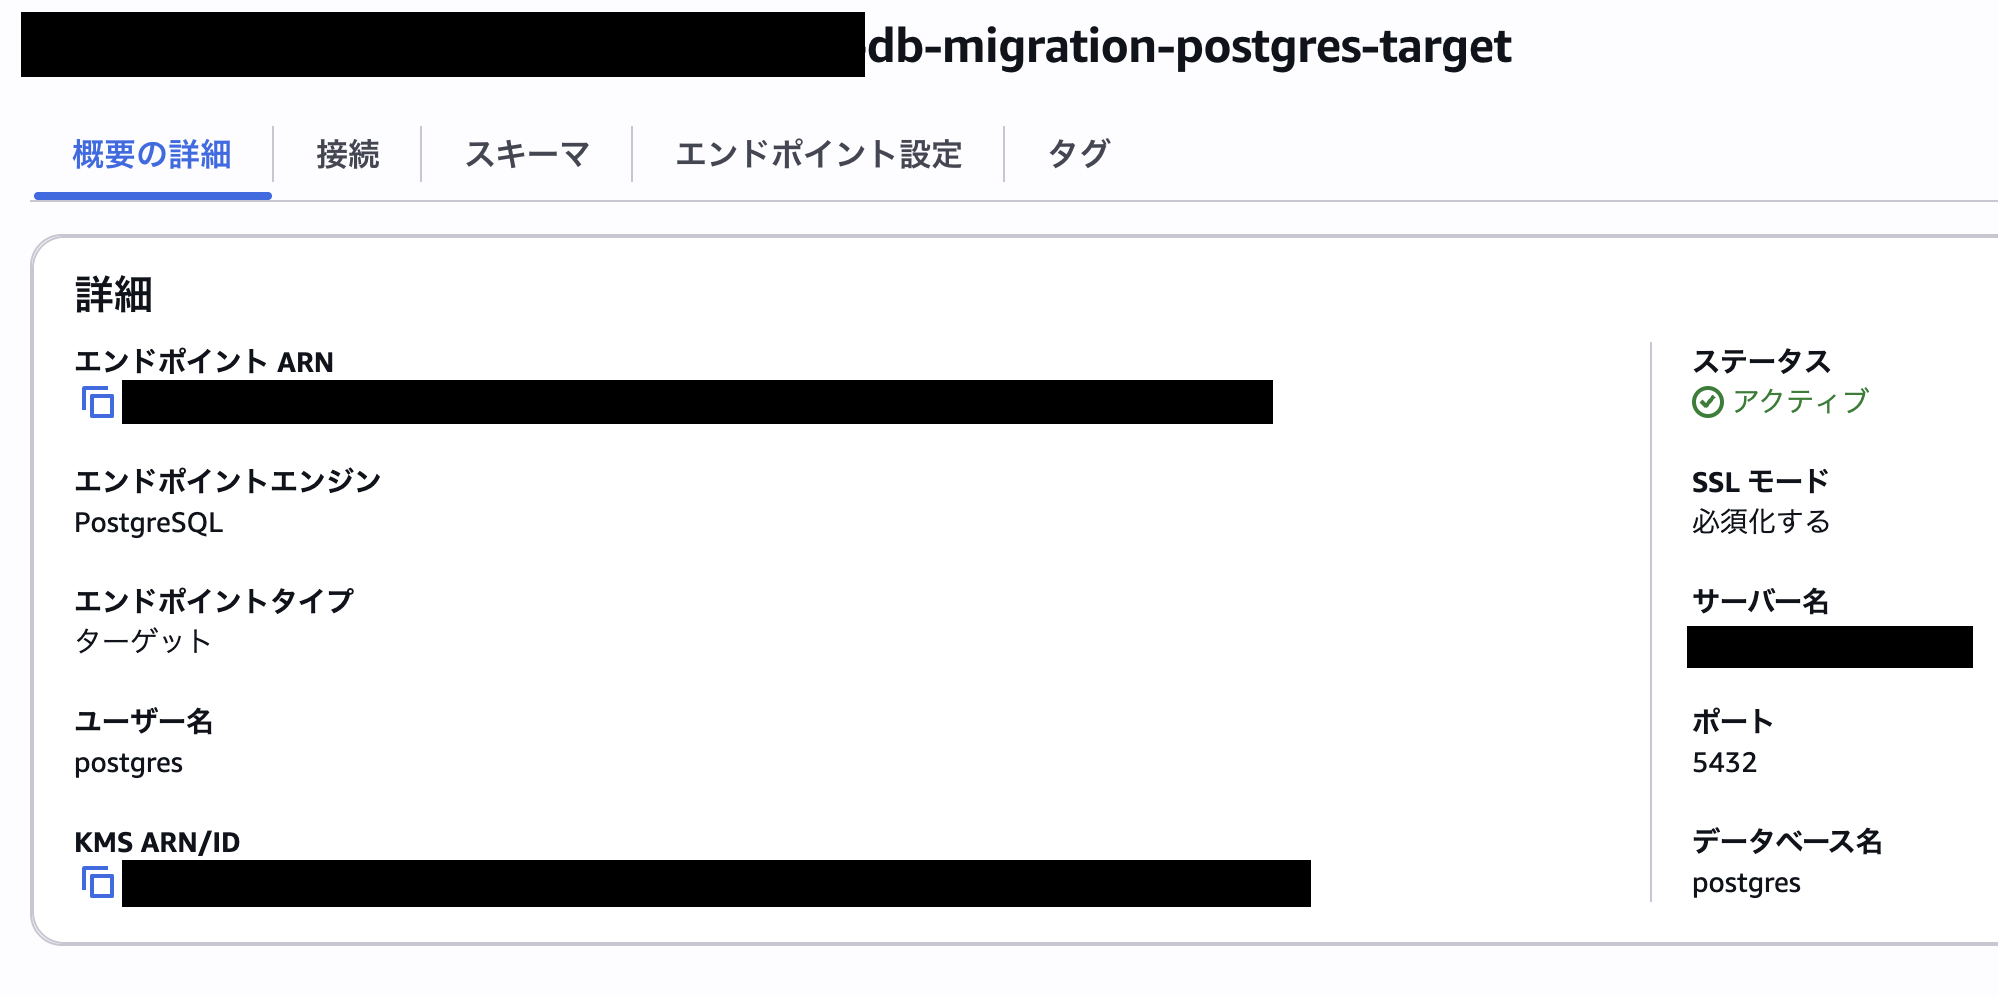 db-migration-postgres-target
概要の詳細
接続
スキーマ
エンドポイント設定
タグ
詳細
エンドポイント ARN
エンドポイントエンジン
PostgreSQL
エンドポイントタイプ
ターゲット
ユーザー名
postgres
KMS ARN/ID
ステータス
アクティブ
SSL モード
必須化する
サーバー名
ポート
5432
データベース名
postgres